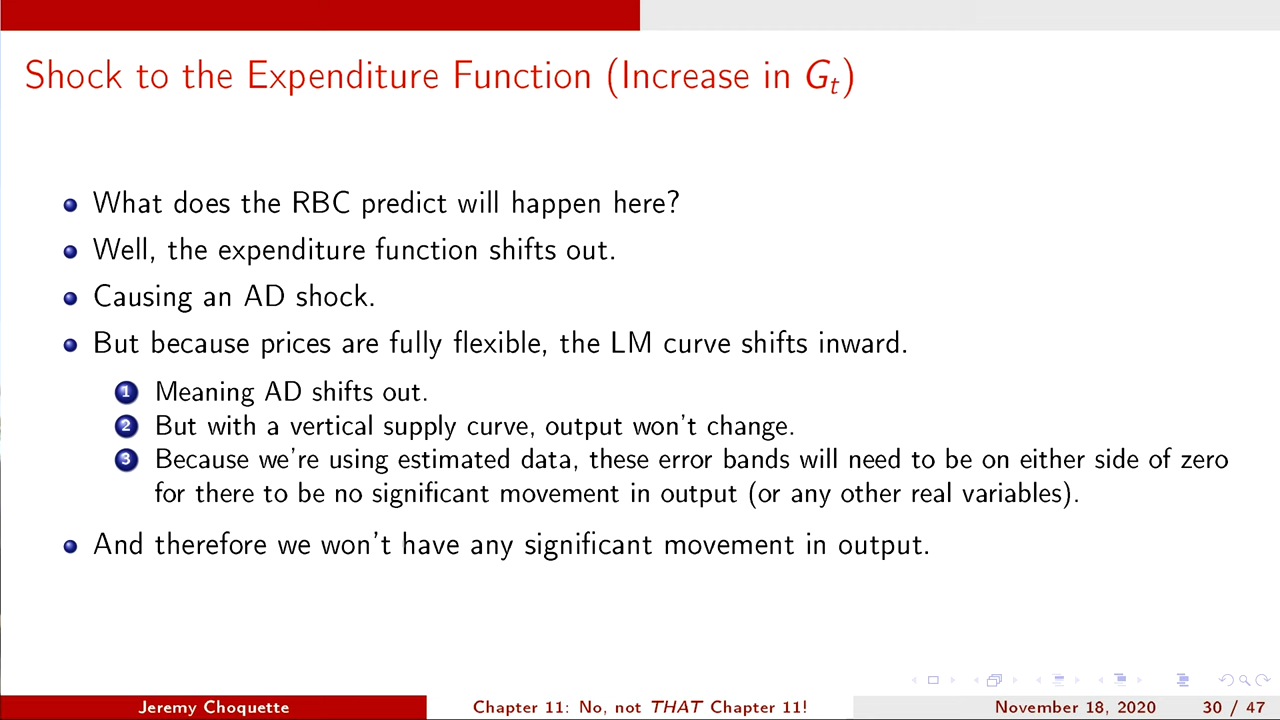 Shock to the Expenditure Function (Increase in Gt)
What does the RBC predict will happen here?
Well, the expenditure function shifts out.
Causing an AD shock.
But because prices are fully flexible, the LM curve shifts inward.
1 Meaning AD shifts out.
2 But with a vertical supply curve, output won't change.
3 Because we're using estimated data, these error bands will need to be on either side of zero
for there to be no significant movement in output (or any other real variables).
And therefore we won't have any significant movement in output.
Jeremy Choquette Chapter 11: No, not THAT Chapter 11! November 18, 2020 30 / 47